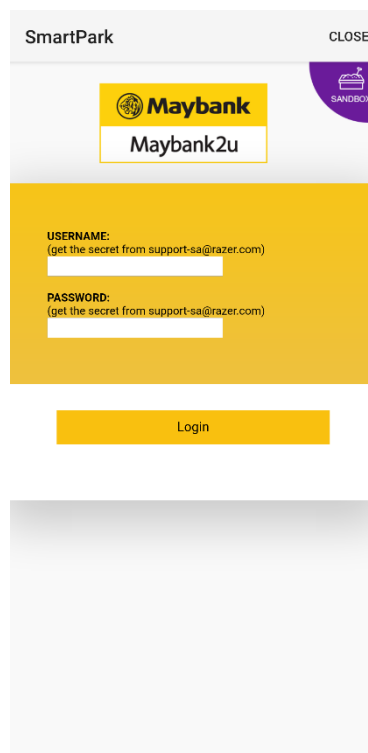 SmartPark
CLOSE
SANDBOX
Maybank
Maybank2u
USERNAME:
(get the secret from support-sa@razer.com)
PASSWORD:
(get the secret from support-sa@razer.com)
Login